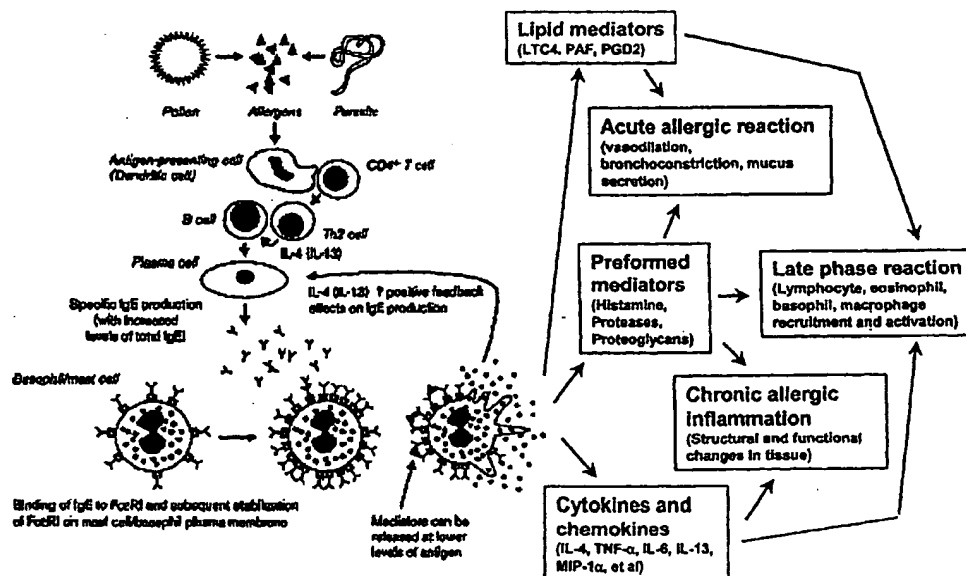 Pollen
Allergens
Parasite
Antigen-presenting cell
(Dendritic cell)
CD4+ T cell
B cell
Th2 cell
IL-4 (IL-13)
Plasma cell
IL-4 (IL-13) ? positive feedback
effects on IgE production
Specific IgE production
(with increased
levels of total IgE)
Basophil/mast cell
Binding of IgE to FcεRI and subsequent stabilization
of FcεRI on mast cell/basophil plasma membrane
Mediators can be
released at lower
levels of antigen
Lipid mediators
(LTC4. PAF, PGD2)
Acute allergic reaction
(vasodilation,
bronchoconstriction, mucus
secretion)
Preformed
mediators
(Histamine,
Proteases,
Proteoglycans)
Late phase reaction
(Lymphocyte, eosinophil,
basophil, macrophage
recruitment and activation)
Chronic allergic
inflammation
(Structural and functional
changes in tissue)
Cytokines and
chemokines
(IL-4, TNF-α, IL-6, IL-13,
MIP-1α, et al)